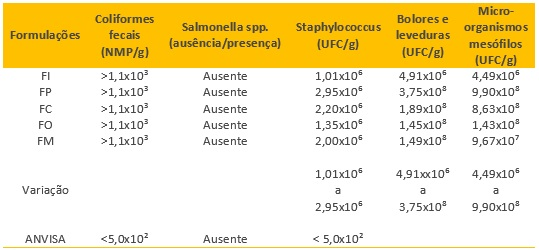 Formulações Coliformes fecais (NMP/g) Salmonella spp. (ausência/presença) Staphylococcus (UFC/g) Bolores e leveduras (UFC/g) Micro-organismos mesófilos (UFC/g)
FI >1,1x10³ Ausente 1,01x10⁶ 4,91x10⁶ 4,49x10⁶
FP >1,1x10³ Ausente 2,95x10⁶ 3,75x10⁸ 9,90x10⁸
FC >1,1x10³ Ausente 2,20x10⁶ 1,89x10⁸ 8,63x10⁸
FO >1,1x10³ Ausente 1,35x10⁶ 1,45x10⁸ 1,43x10⁸
FM >1,1x10³ Ausente 2,00x10⁶ 1,49x10⁸ 9,67x10⁷
Variação 1,01x10⁶ a 2,95x10⁶ 4,91xx10⁶ a 3,75x10⁸ 4,49x10⁶ a 9,90x10⁸
ANVISA <5,0x10² Ausente < 5,0x10²